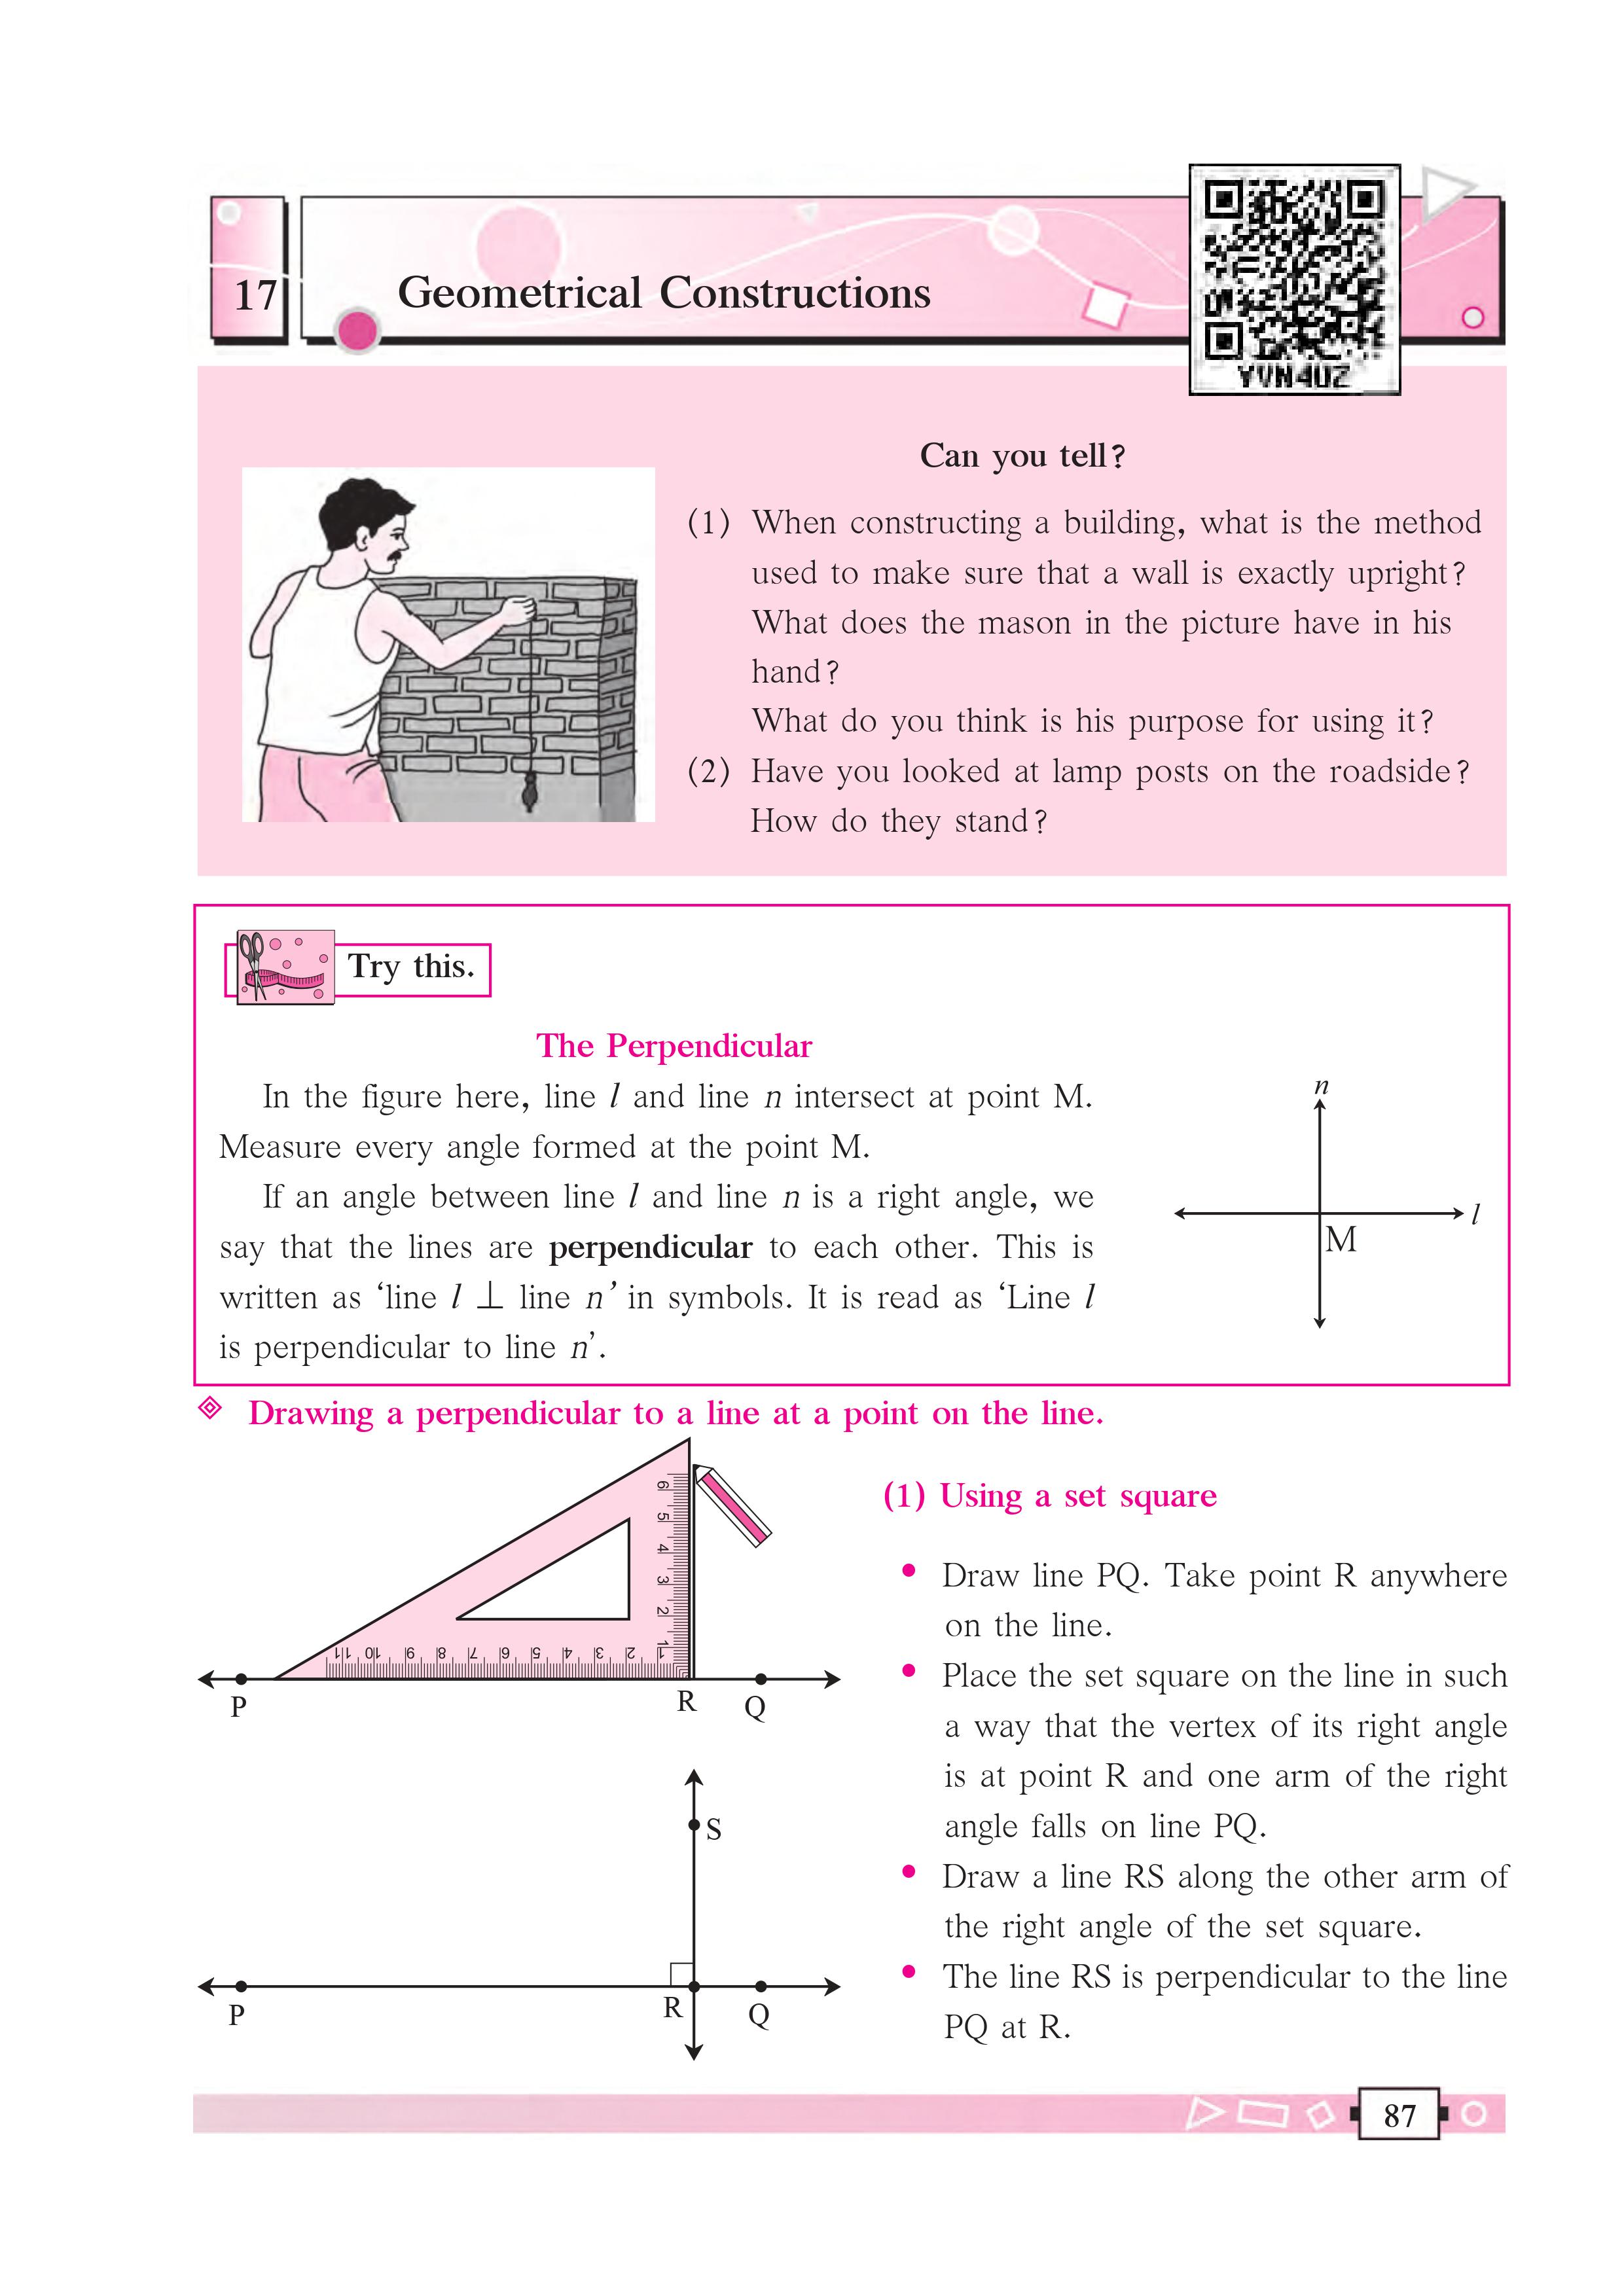 17
Geometrical Constructions
YVN4UZ
Can you tell?
(1) When constructing a building, what is the method
used to make sure that a wall is exactly upright?
What does the mason in the picture have in his
hand?
What do you think is his purpose for using it?
(2) Have you looked at lamp posts on the roadside?
How do they stand?
Try this.
The Perpendicular
In the figure here, line l and line n intersect at point M.
Measure every angle formed at the point M.
If an angle between line l and line n is a right angle, we
say that the lines are perpendicular to each other. This is
written as ‘line l ⊥ line n’ in symbols. It is read as ‘Line l
is perpendicular to line n’.
n
l
M
Drawing a perpendicular to a line at a point on the line.
6
5
4
3
2
1
11 10 9 8 7 6 5 4 3 2 1
P R Q
S
P R Q
(1) Using a set square
• Draw line PQ. Take point R anywhere
on the line.
• Place the set square on the line in such
a way that the vertex of its right angle
is at point R and one arm of the right
angle falls on line PQ.
• Draw a line RS along the other arm of
the right angle of the set square.
• The line RS is perpendicular to the line
PQ at R.
87